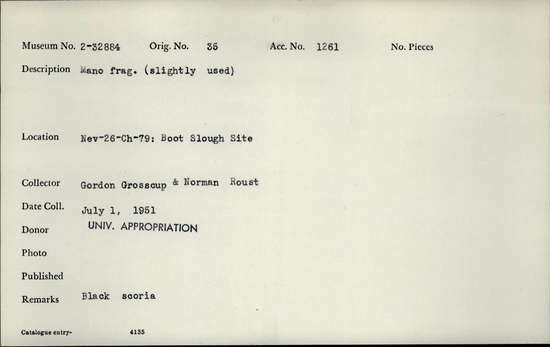 Museum No. 2-32884 Orig. No. 35 Acc. No. 1261 No. Pieces
Description Mano frag. (slightly used)
Location Nev-26-Ch-79: Boot Slough Site
Collector Gordon Grosscup & Norman Roust
Date Coll. July 1, 1951
Donor UNIV. APPROPRIATION
Photo
Published
Remarks Black scoria
Catalogue entry- 4135